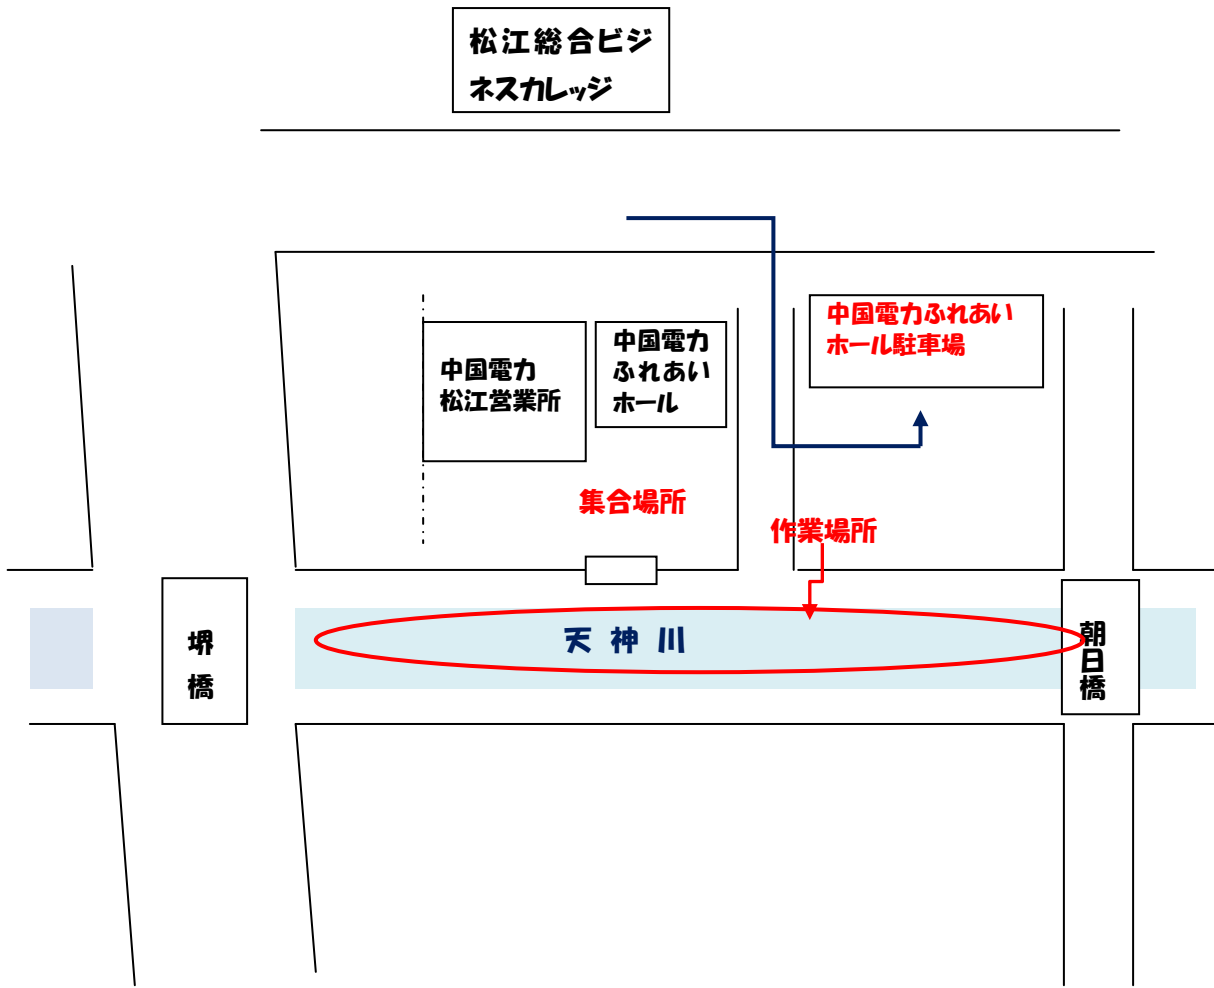 松江総合ビジ
ネスカレッジ
中国電力ふれあい
ホール駐車場
中国電力
松江営業所
中国電力
ふれあい
ホール
集合場所
作業場所
堺
橋
天神川
朝
日
橋